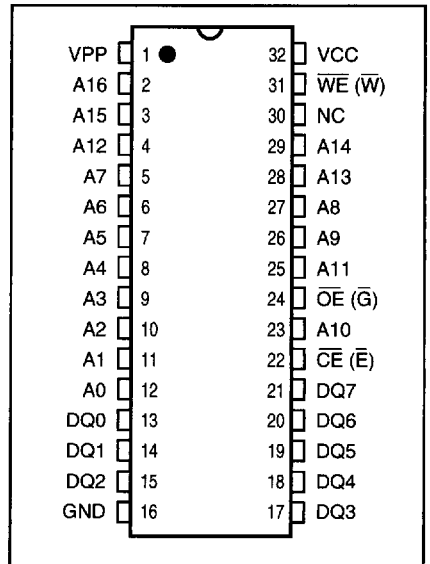 VPP 1 32 VCC
A16 2 31 W̅E̅ (W̅)
A15 3 30 NC
A12 4 29 A14
A7 5 28 A13
A6 6 27 A8
A5 7 26 A9
A4 8 25 A11
A3 9 24 O̅E̅ (G̅)
A2 10 23 A10
A1 11 22 C̅E̅ (E̅)
A0 12 21 DQ7
DQ0 13 20 DQ6
DQ1 14 19 DQ5
DQ2 15 18 DQ4
GND 16 17 DQ3